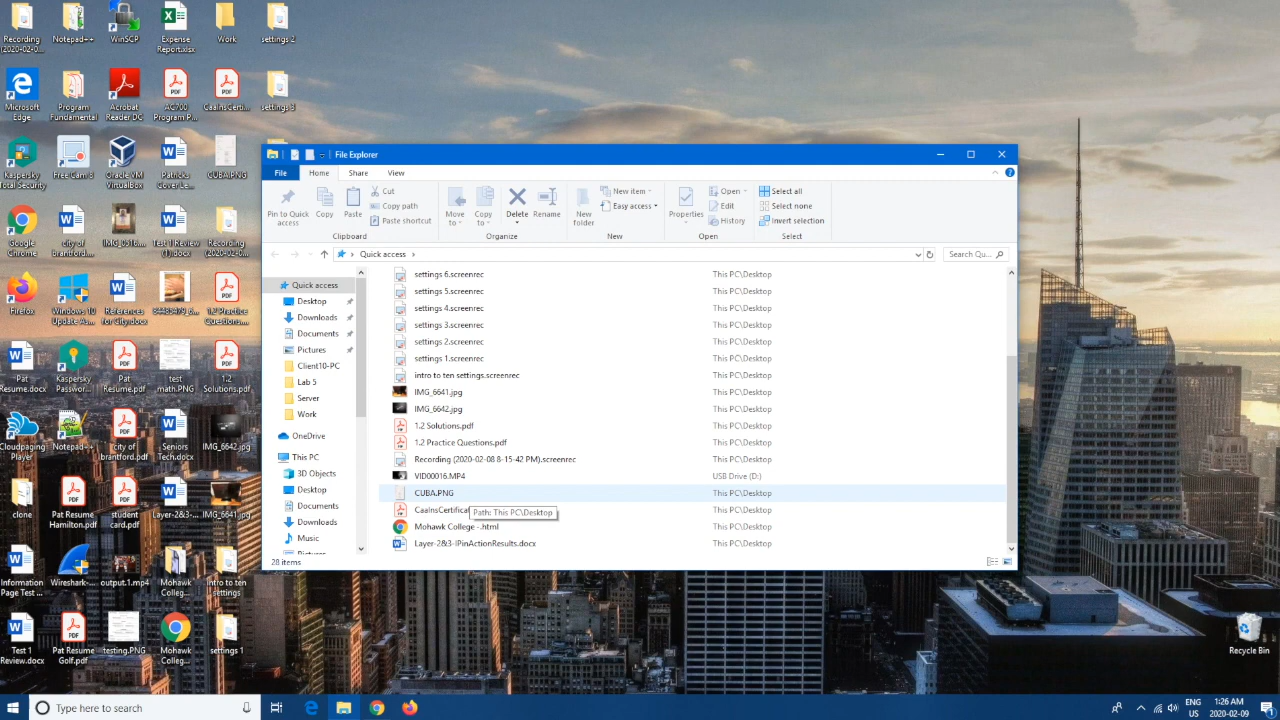 Recording
(2020-02-0...
Notepad++
WinSCP
Expense
Report.xlsx
Work
settings 2
Microsoft
Edge
Program
Fundamental
Acrobat
Reader DC
AC700
Program P...
CaaInsCerti...
settings 3
Kaspersky
Total Security
Free Cam 8
Oracle VM
Virtualbox
Patricks
Cover Le...
CUBA.PNG
Google
Chrome
city of
brantford...
Test 1 Review
(1).docx
Recording
(2020-02-0...
Firefox
Windows 10
Update As...
References
for City.docx
84483479_6...
1.2 Practice
Questions....
Pat
Resume.docx
Kaspersky
Passwor...
Pat
Resume.pdf
test
math.PNG
1.2
Solutions.pdf
Cloudpaging
Player
Notepad++
city of
brantford.pdf
Seniors
Tech.docx
IMG_6642.jpg
clone
Pat Resume
Hamilton.pdf
student
card.pdf
Layer-2&3-...
IMG_6641.jpg
Information
Page Test ...
Wireshark-...
output.1.mp4
Mohawk
Colleg...
intro to ten
settings
Test 1
Review.docx
Pat Resume
Golf.pdf
testing.PNG
Mohawk
Colleg...
settings 1
File Explorer
File
Home
Share
View
Pin to Quick
access
Copy
Paste
Cut
Copy path
Paste shortcut
Clipboard
Move
to
Copy
to
Delete
Rename
Organize
New
folder
New item
Easy access
New
Properties
Open
Edit
History
Open
Select all
Select none
Invert selection
Select
Quick access
Search Qu...
Quick access
Desktop
Downloads
Documents
Pictures
Client10-PC
Lab 5
Server
Work
OneDrive
This PC
3D Objects
Desktop
Documents
Downloads
Music
Pictures
settings 6.screenrec This PC\Desktop
settings 5.screenrec This PC\Desktop
settings 4.screenrec This PC\Desktop
settings 3.screenrec This PC\Desktop
settings 2.screenrec This PC\Desktop
settings 1.screenrec This PC\Desktop
intro to ten settings.screenrec This PC\Desktop
IMG_6641.jpg This PC\Desktop
IMG_6642.jpg This PC\Desktop
1.2 Solutions.pdf This PC\Desktop
1.2 Practice Questions.pdf This PC\Desktop
Recording (2020-02-08 8-15-42 PM).screenrec This PC\Desktop
VID00016.MP4 USB Drive (D:)
CUBA.PNG This PC\Desktop
CaaInsCertificat This PC\Desktop
Path: This PC\Desktop
Mohawk College -.html This PC\Desktop
Layer-2&3-IPinActionResults.docx This PC\Desktop
28 items
Recycle Bin
Type here to search
ENG
US
1:26 AM
2020-02-09